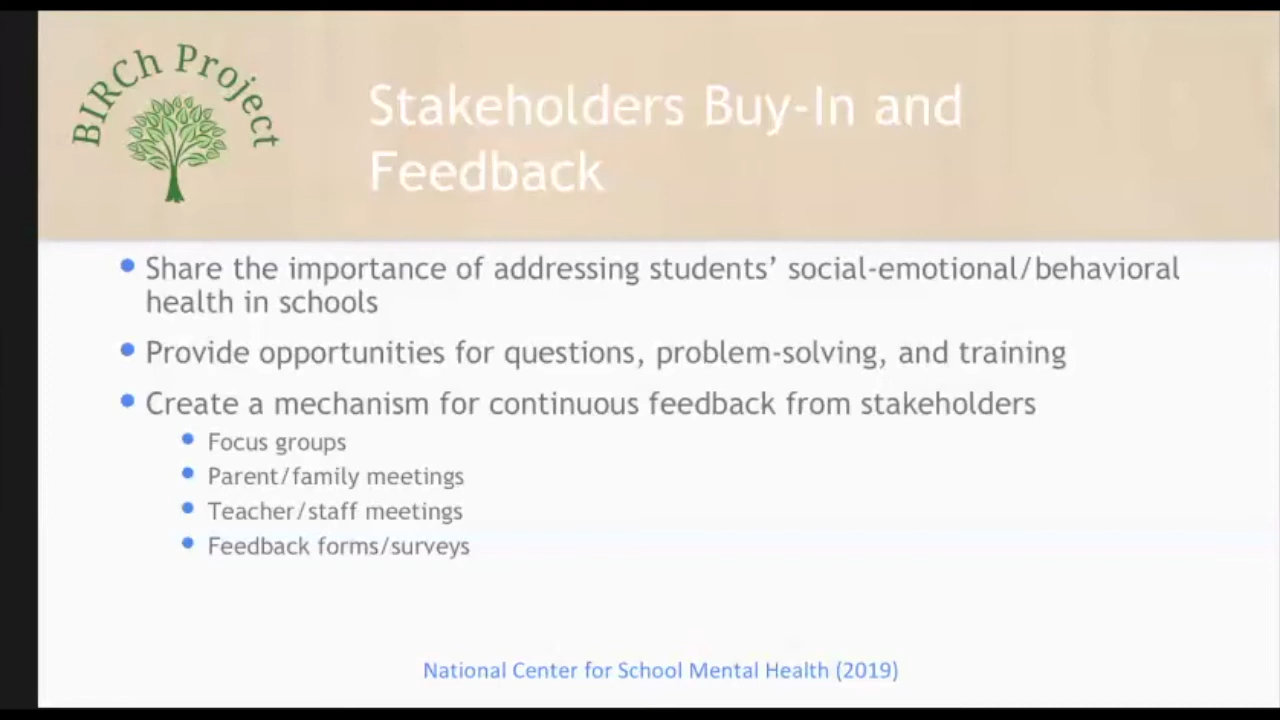 BIRCh Project
Stakeholders Buy-In and
Feedback
Share the importance of addressing students’ social-emotional/behavioral
health in schools
Provide opportunities for questions, problem-solving, and training
Create a mechanism for continuous feedback from stakeholders
Focus groups
Parent/family meetings
Teacher/staff meetings
Feedback forms/surveys
National Center for School Mental Health (2019)